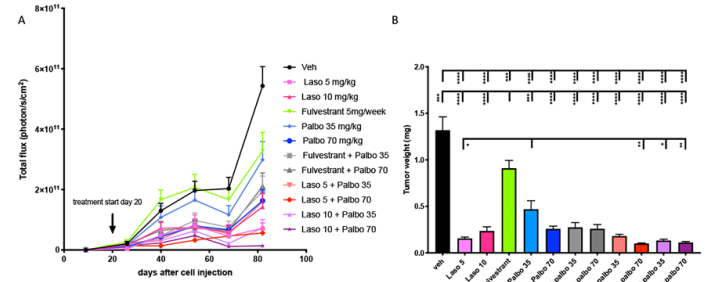 A
B
8×10¹¹
6×10¹¹
4×10¹¹
2×10¹¹
0
Total flux (photon/s/cm²)
treatment start day 20
0
20
40
60
80
100
days after cell injection
Veh
Laso 5 mg/kg
Laso 10 mg/kg
Fulvestrant 5mg/week
Palbo 35 mg/kg
Palbo 70 mg/kg
Fulvestrant + Palbo 35
Fulvestrant + Palbo 70
Laso 5 + Palbo 35
Laso 5 + Palbo 70
Laso 10 + Palbo 35
Laso 10 + Palbo 70
2.0
1.5
1.0
0.5
0.0
Tumor weight (mg)
veh
Laso 5
Laso 10
ulvestrant
Palbo 35
Palbo 70
palbo 35
palbo 70
palbo 35
palbo 70
palbo 35
palbo 70